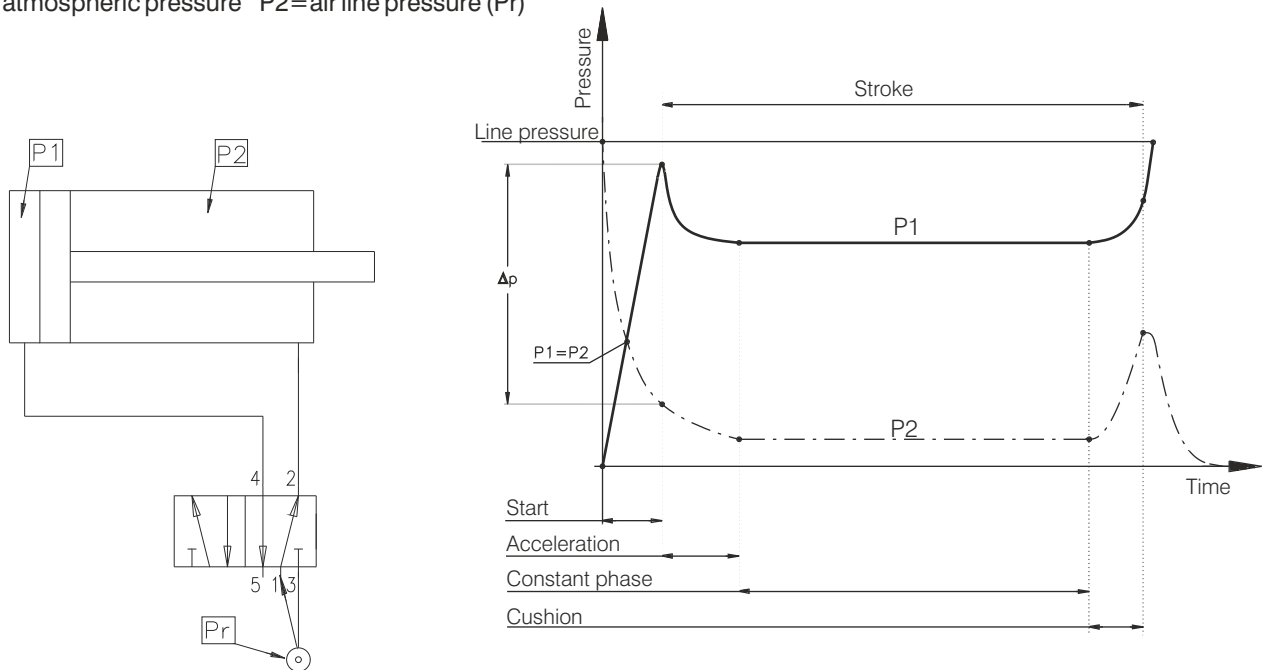 atmospheric pressure P2=air line pressure (Pr)
P1
P2
4 2
5 1 3
Pr
Pressure
Stroke
Line pressure
P1
Δp
P1=P2
P2
Time
Start
Acceleration
Constant phase
Cushion